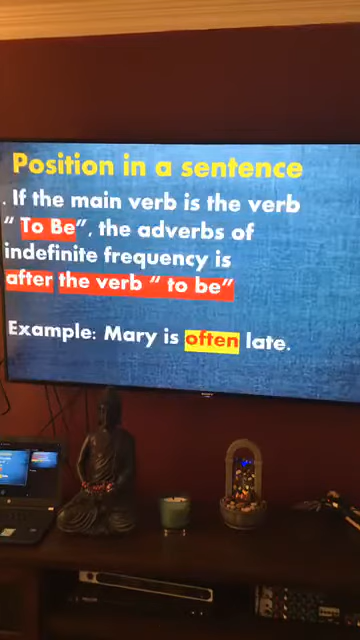 Position in a sentence
. If the main verb is the verb
“ To Be”, the adverbs of
indefinite frequency is
after the verb “ to be”
Example: Mary is often late.